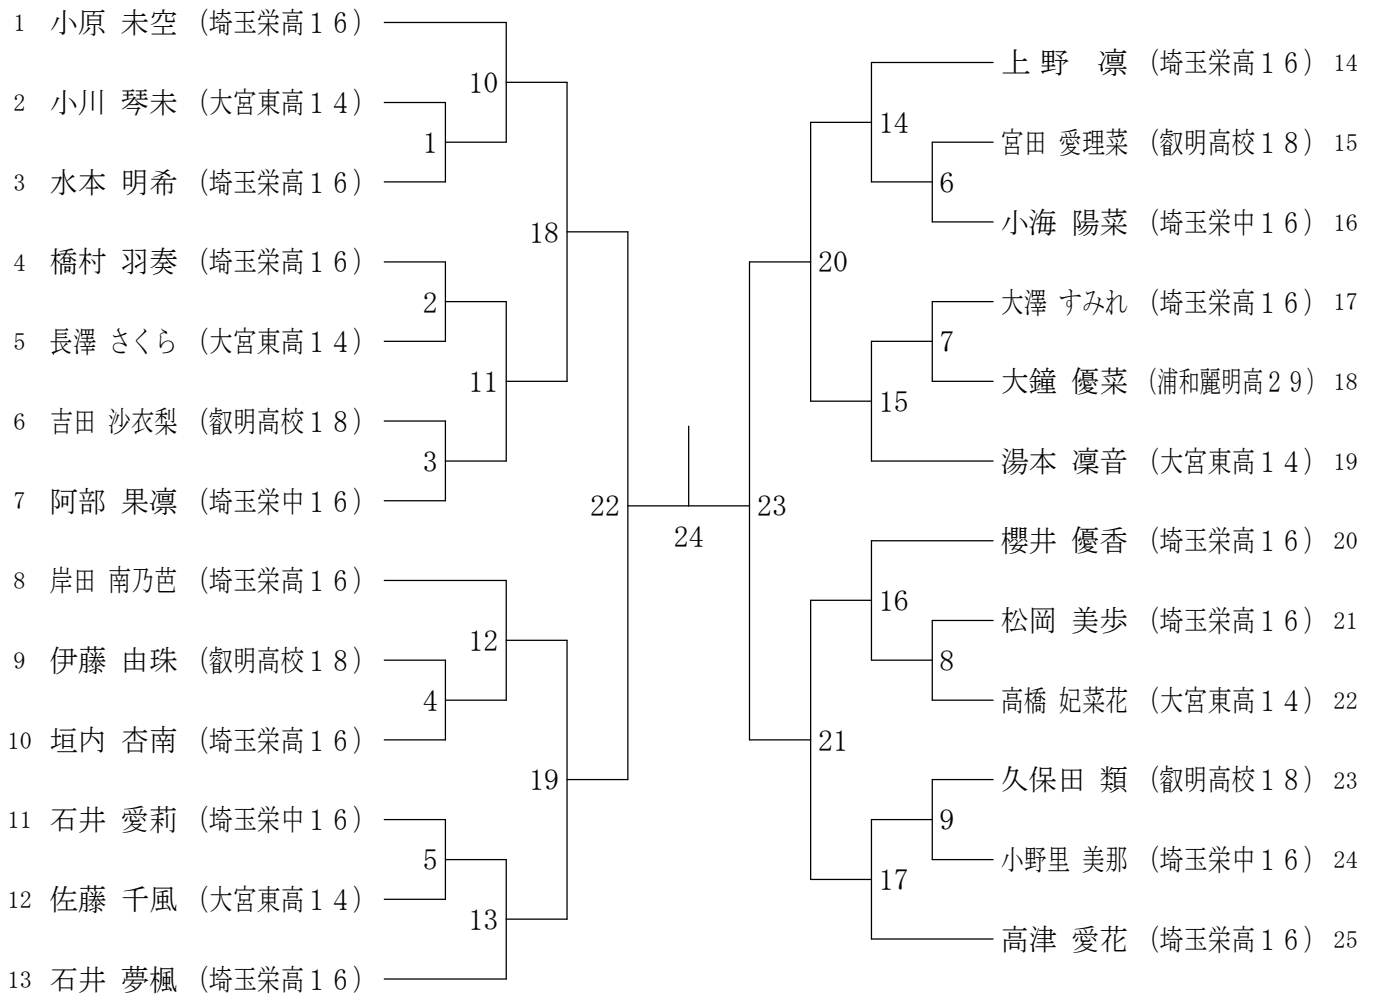 1 小原 未空 (埼玉栄高１６)
2 小川 琴未 (大宮東高１４)
3 水本 明希 (埼玉栄高１６)
4 橋村 羽奏 (埼玉栄高１６)
5 長澤 さくら (大宮東高１４)
6 吉田 沙衣梨 (叡明高校１８)
7 阿部 果凛 (埼玉栄中１６)
8 岸田 南乃芭 (埼玉栄高１６)
9 伊藤 由珠 (叡明高校１８)
10 垣内 杏南 (埼玉栄高１６)
11 石井 愛莉 (埼玉栄中１６)
12 佐藤 千風 (大宮東高１４)
13 石井 夢楓 (埼玉栄高１６)
10
1
18
2
11
3
22
12
4
19
5
13
24
23
14
6
20
7
15
16
8
21
9
17
上野 凛 (埼玉栄高１６) 14
宮田 愛理菜 (叡明高校１８) 15
小海 陽菜 (埼玉栄中１６) 16
大澤 すみれ (埼玉栄高１６) 17
大鐘 優菜 (浦和麗明高２９) 18
湯本 凜音 (大宮東高１４) 19
櫻井 優香 (埼玉栄高１６) 20
松岡 美歩 (埼玉栄高１６) 21
高橋 妃菜花 (大宮東高１４) 22
久保田 類 (叡明高校１８) 23
小野里 美那 (埼玉栄中１６) 24
高津 愛花 (埼玉栄高１６) 25